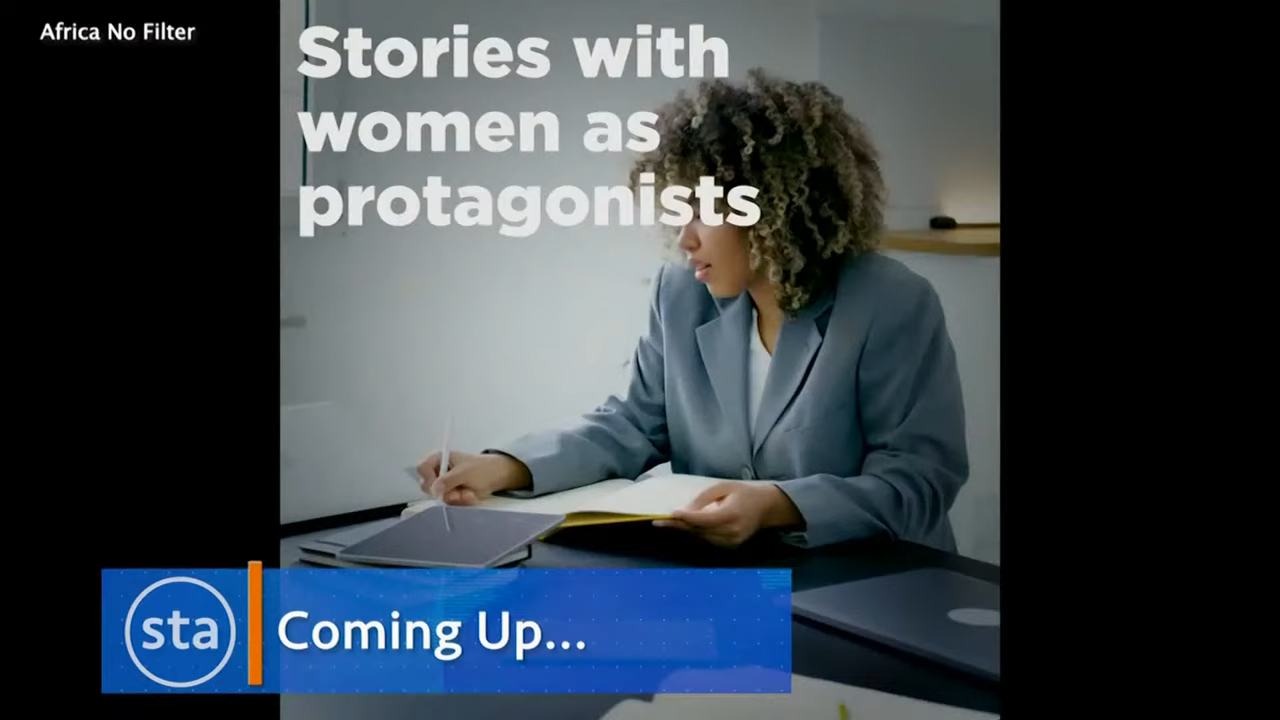 Africa No Filter
Stories with
women as
protagonists
sta
Coming Up...